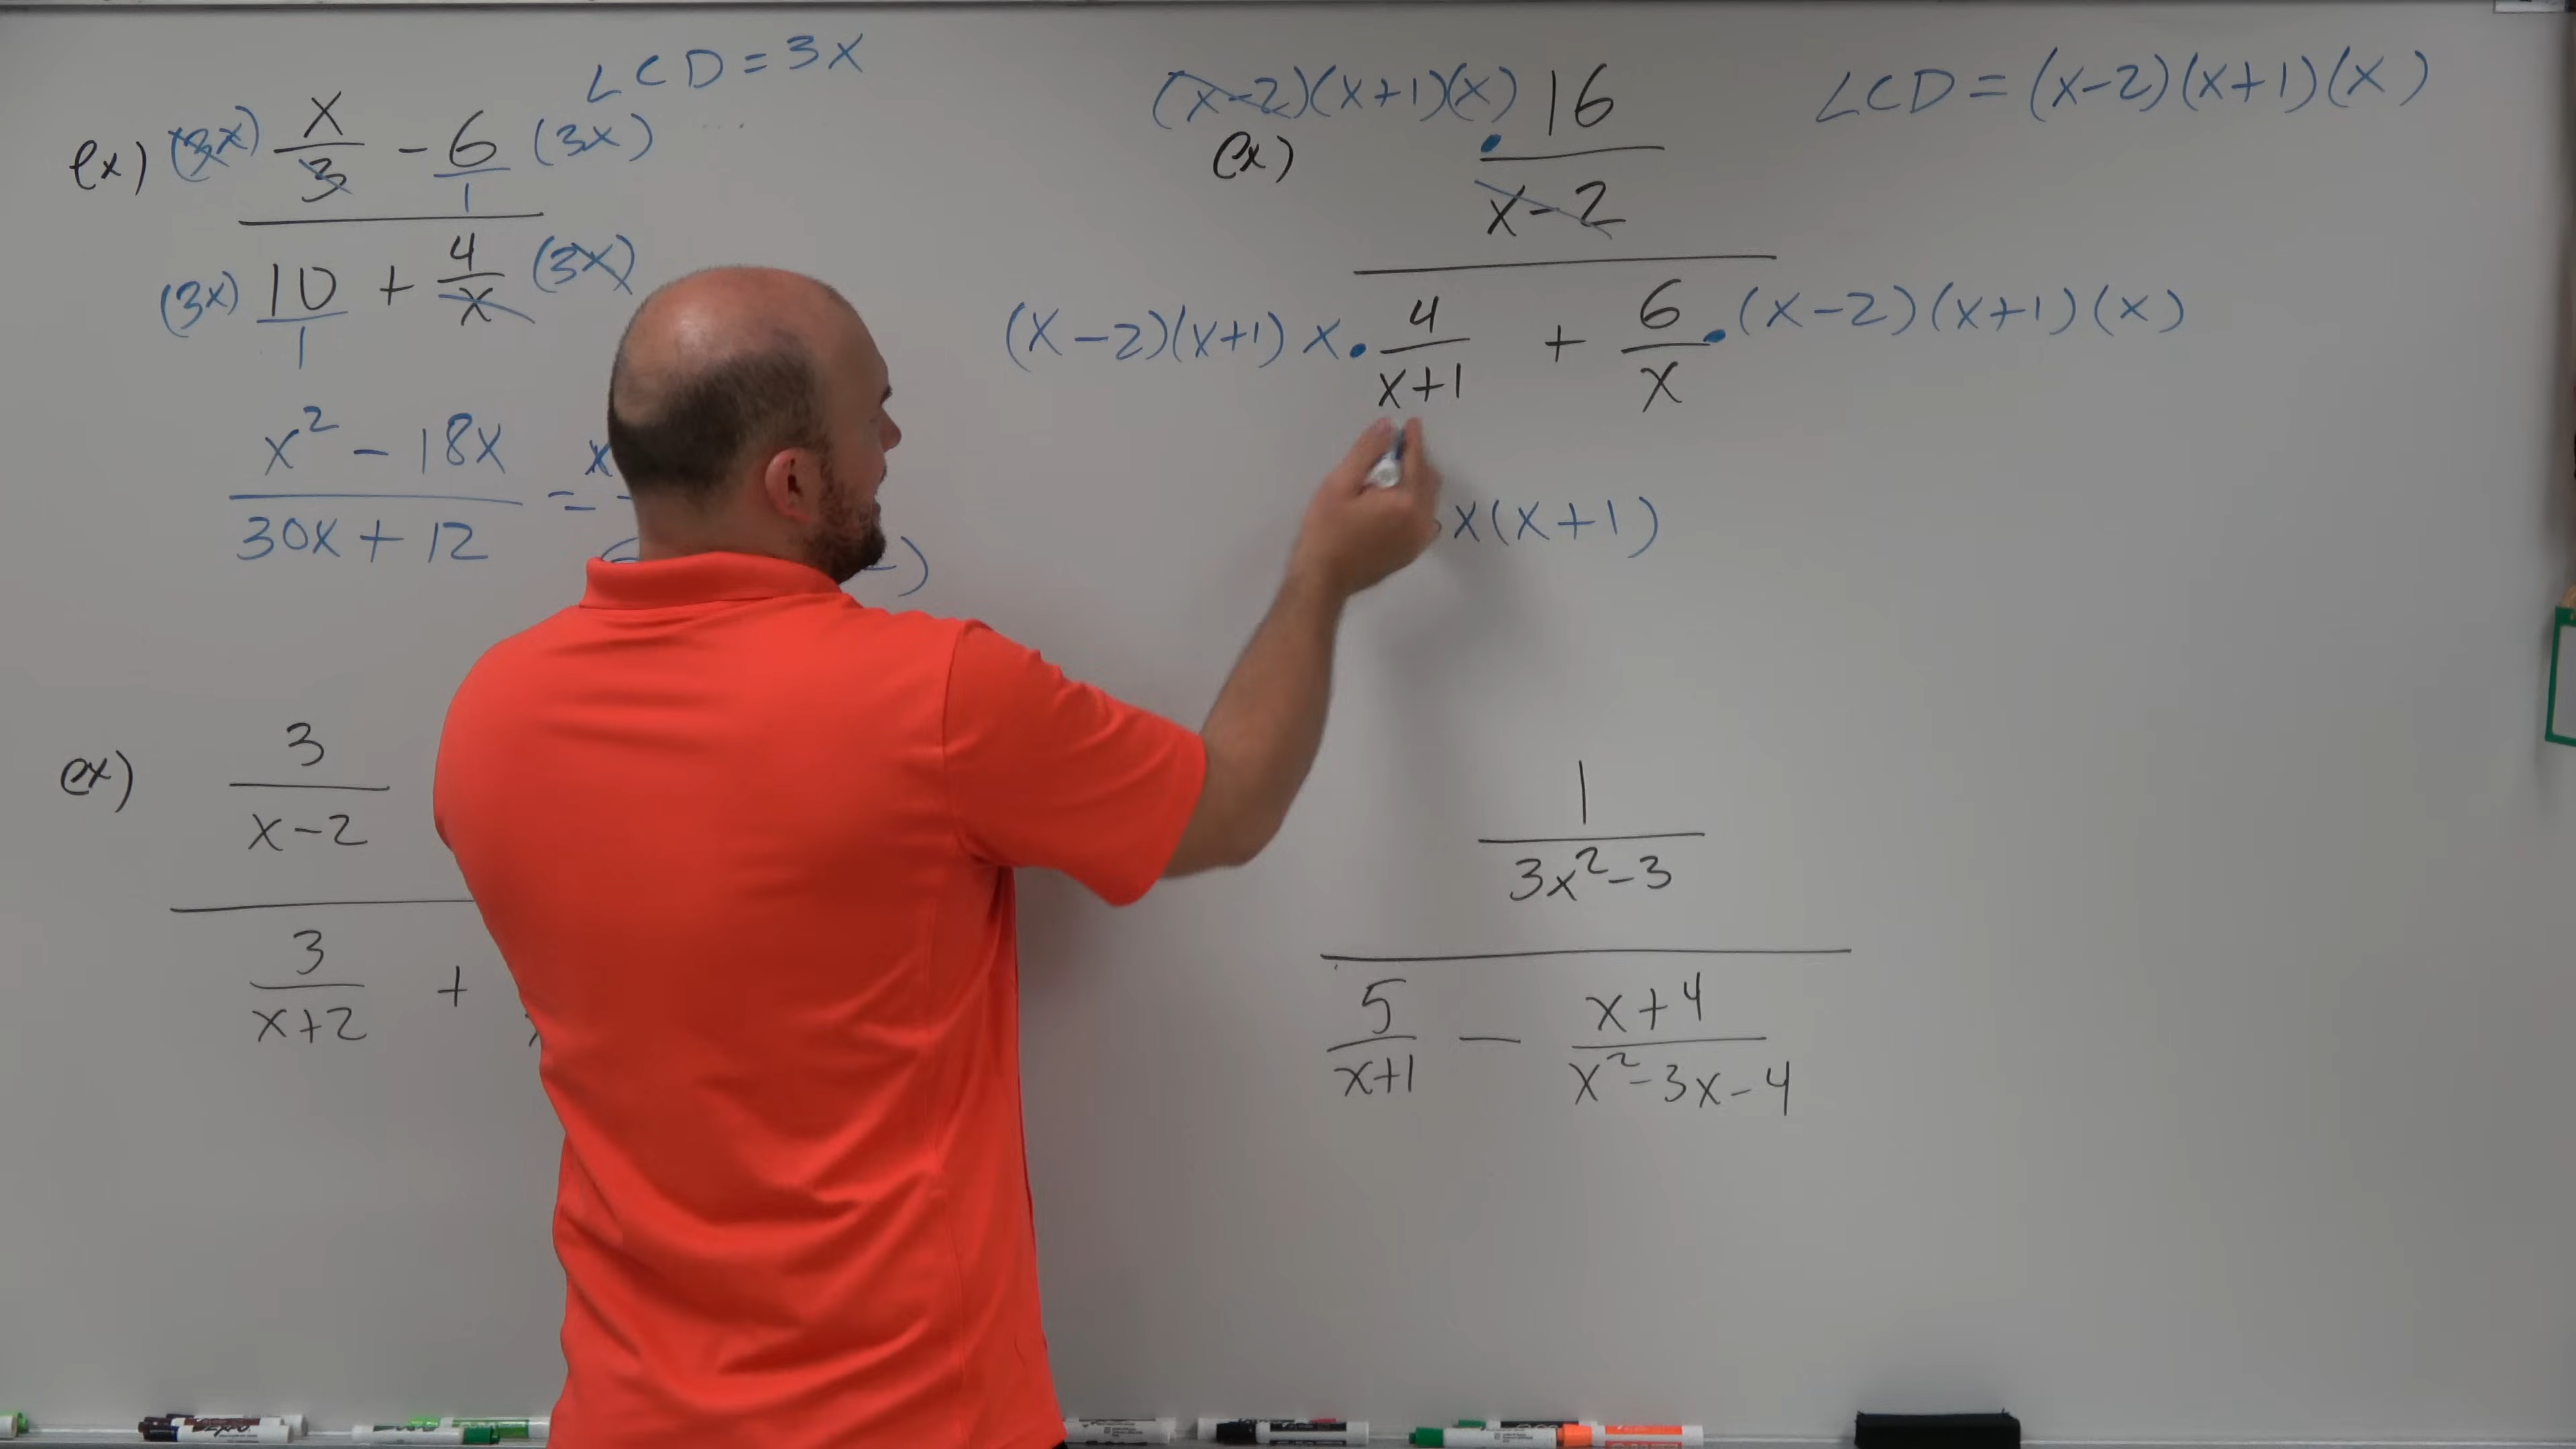 LCD = 3x
ex) (3x) x/3 - 6/1 (3x)
(3x) 10/1 + 4/x (3x)
x² - 18x
30x + 12
= x
(x-2)(x+1)(x) • 16
ex)
x-2
LCD = (x-2)(x+1)(x)
(x-2)(x+1) x • 4/x+1 + 6/x • (x-2)(x+1)(x)
x(x+1)
ex) 3
x-2
3
x+2
+
1
3x²-3
5/x+1 - x+4/x²-3x-4
EXPO